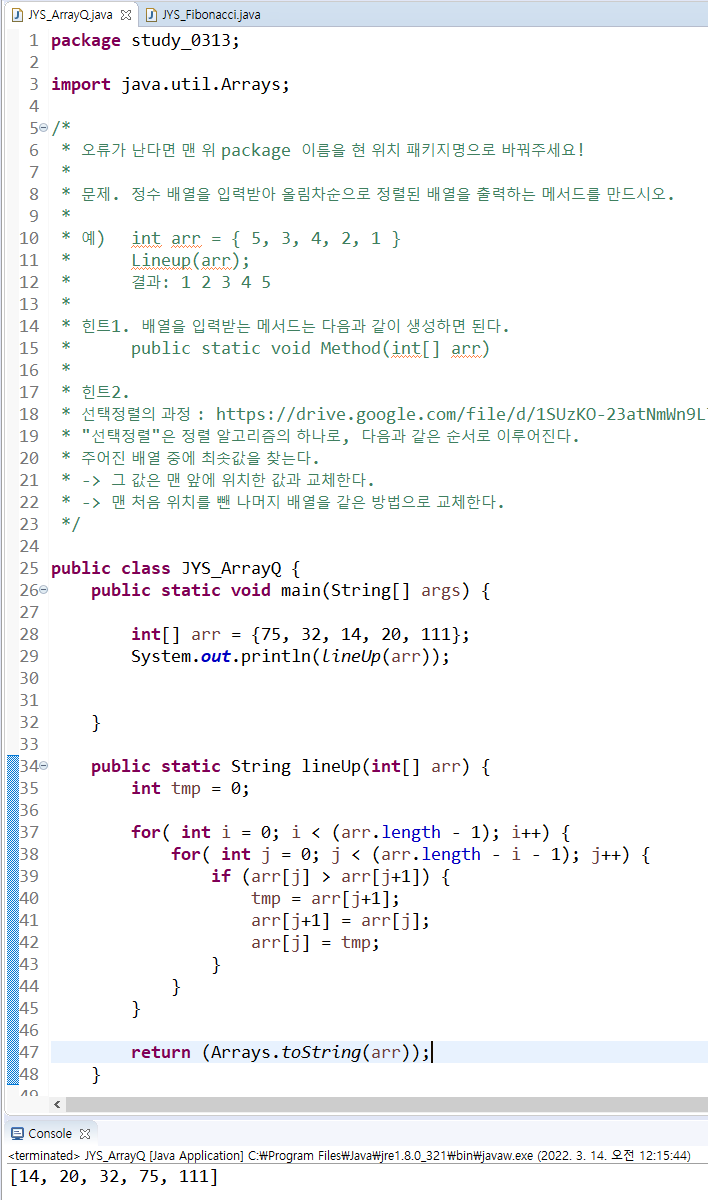 JYS_ArrayQ.java JYS_Fibonacci.java
1 package study_0313;
2
3 import java.util.Arrays;
4
5 /*
6 * 오류가 난다면 맨 위 package 이름을 현 위치 패키지명으로 바꿔주세요!
7 *
8 * 문제. 정수 배열을 입력받아 올림차순으로 정렬된 배열을 출력하는 메서드를 만드시오.
9 *
10 * 예) int arr = { 5, 3, 4, 2, 1 }
11 * Lineup(arr);
12 * 결과: 1 2 3 4 5
13 *
14 * 힌트1. 배열을 입력받는 메서드는 다음과 같이 생성하면 된다.
15 * public static void Method(int[] arr)
16 *
17 * 힌트2.
18 * 선택정렬의 과정 : https://drive.google.com/file/d/1SUzKO-23atNmWn9L
19 * "선택정렬"은 정렬 알고리즘의 하나로, 다음과 같은 순서로 이루어진다.
20 * 주어진 배열 중에 최솟값을 찾는다.
21 * -> 그 값은 맨 앞에 위치한 값과 교체한다.
22 * -> 맨 처음 위치를 뺀 나머지 배열을 같은 방법으로 교체한다.
23 */
24
25 public class JYS_ArrayQ {
26 public static void main(String[] args) {
27
28 int[] arr = {75, 32, 14, 20, 111};
29 System.out.println(lineUp(arr));
30
31
32 }
33
34 public static String lineUp(int[] arr) {
35 int tmp = 0;
36
37 for( int i = 0; i < (arr.length - 1); i++) {
38 for( int j = 0; j < (arr.length - i - 1); j++) {
39 if (arr[j] > arr[j+1]) {
40 tmp = arr[j+1];
41 arr[j+1] = arr[j];
42 arr[j] = tmp;
43 }
44 }
45 }
46
47 return (Arrays.toString(arr));
48 }
49
Console
<terminated> JYS_ArrayQ [Java Application] C:₩Program Files₩Java₩jre1.8.0_321₩bin₩javaw.exe (2022. 3. 14. 오전 12:15:44)
[14, 20, 32, 75, 111]